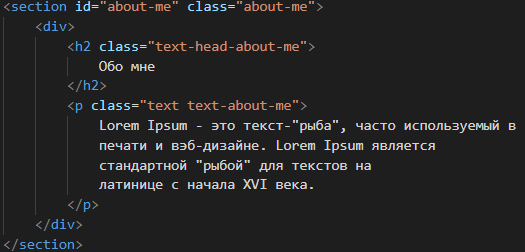 <section id="about-me" class="about-me">
<div>
<h2 class="text-head-about-me">
Обо мне
</h2>
<p class="text text-about-me">
Lorem Ipsum - это текст-"рыба", часто используемый в
печати и вэб-дизайне. Lorem Ipsum является
стандартной "рыбой" для текстов на
латинице с начала XVI века.
</p>
</div>
</section>